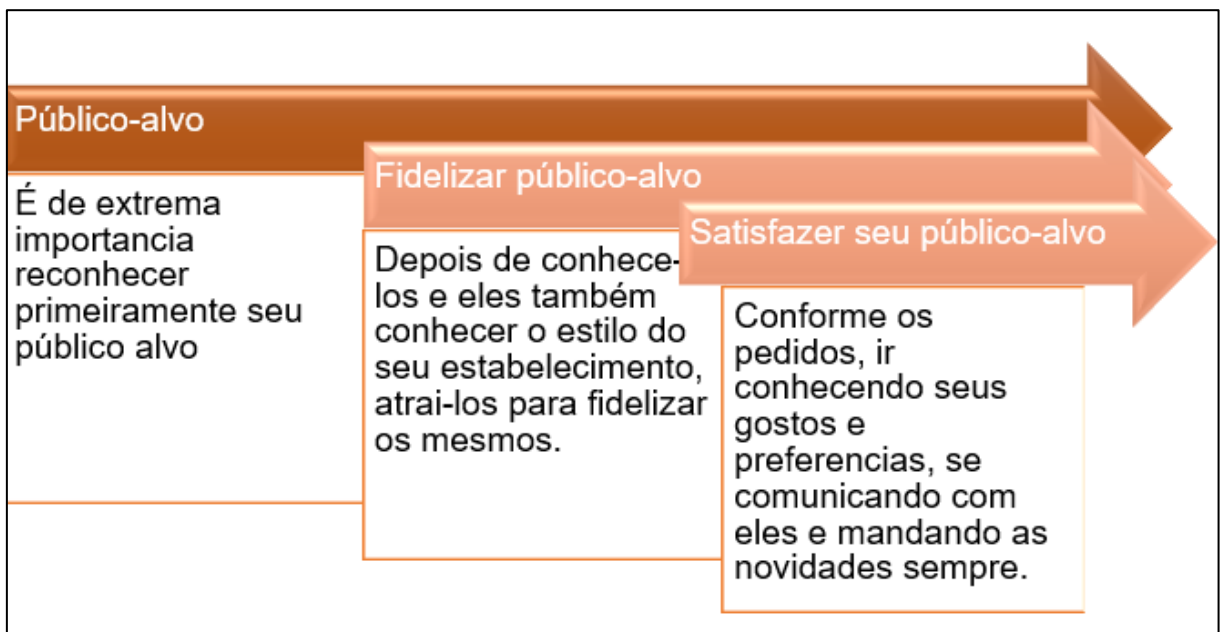 Público-alvo
É de extrema
importancia
reconhecer
primeiramente seu
público alvo
Fidelizar público-alvo
Depois de conhece-
los e eles também
conhecer o estilo do
seu estabelecimento,
atrai-los para fidelizar
os mesmos.
Satisfazer seu público-alvo
Conforme os
pedidos, ir
conhecendo seus
gostos e
preferencias, se
comunicando com
eles e mandando as
novidades sempre.